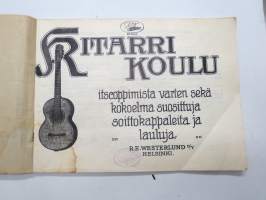 KITARRI
KOULU
itseoppimista varten sekä
kokoelma suosittuja
soittokappaleita ja
lauluja.
R.E. WESTERLUND O/Y
HELSINKI.